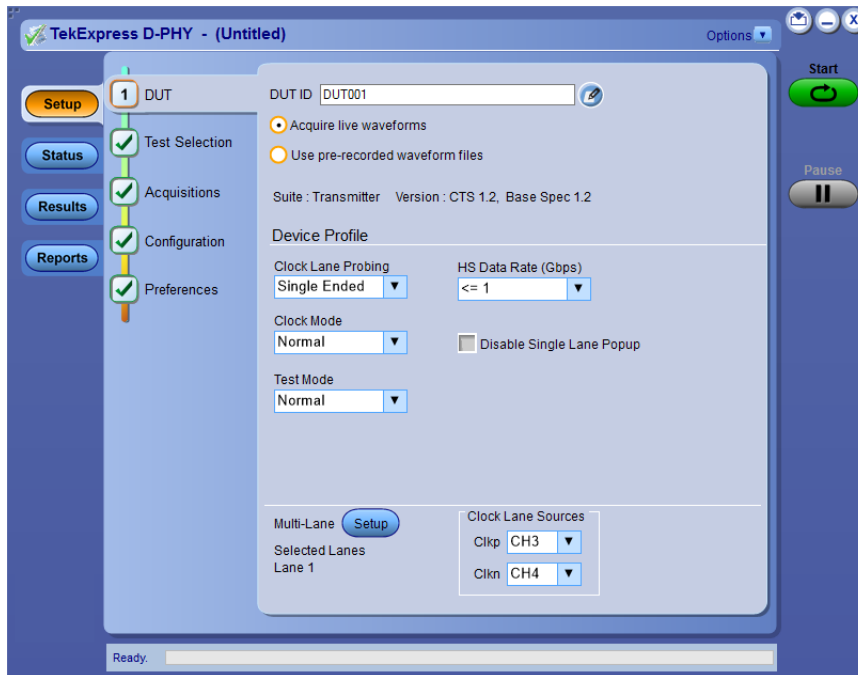 TekExpress D-PHY - (Untitled)
Options
x
Start
Pause
Setup
Status
Results
Reports
1 DUT
Test Selection
Acquisitions
Configuration
Preferences
DUT ID DUT001
Acquire live waveforms
Use pre-recorded waveform files
Suite : Transmitter Version : CTS 1.2, Base Spec 1.2
Device Profile
Clock Lane Probing
Single Ended
HS Data Rate (Gbps)
<= 1
Clock Mode
Normal
Disable Single Lane Popup
Test Mode
Normal
Multi-Lane Setup
Selected Lanes
Lane 1
Clock Lane Sources
Clkp CH3
Clkn CH4
Ready.